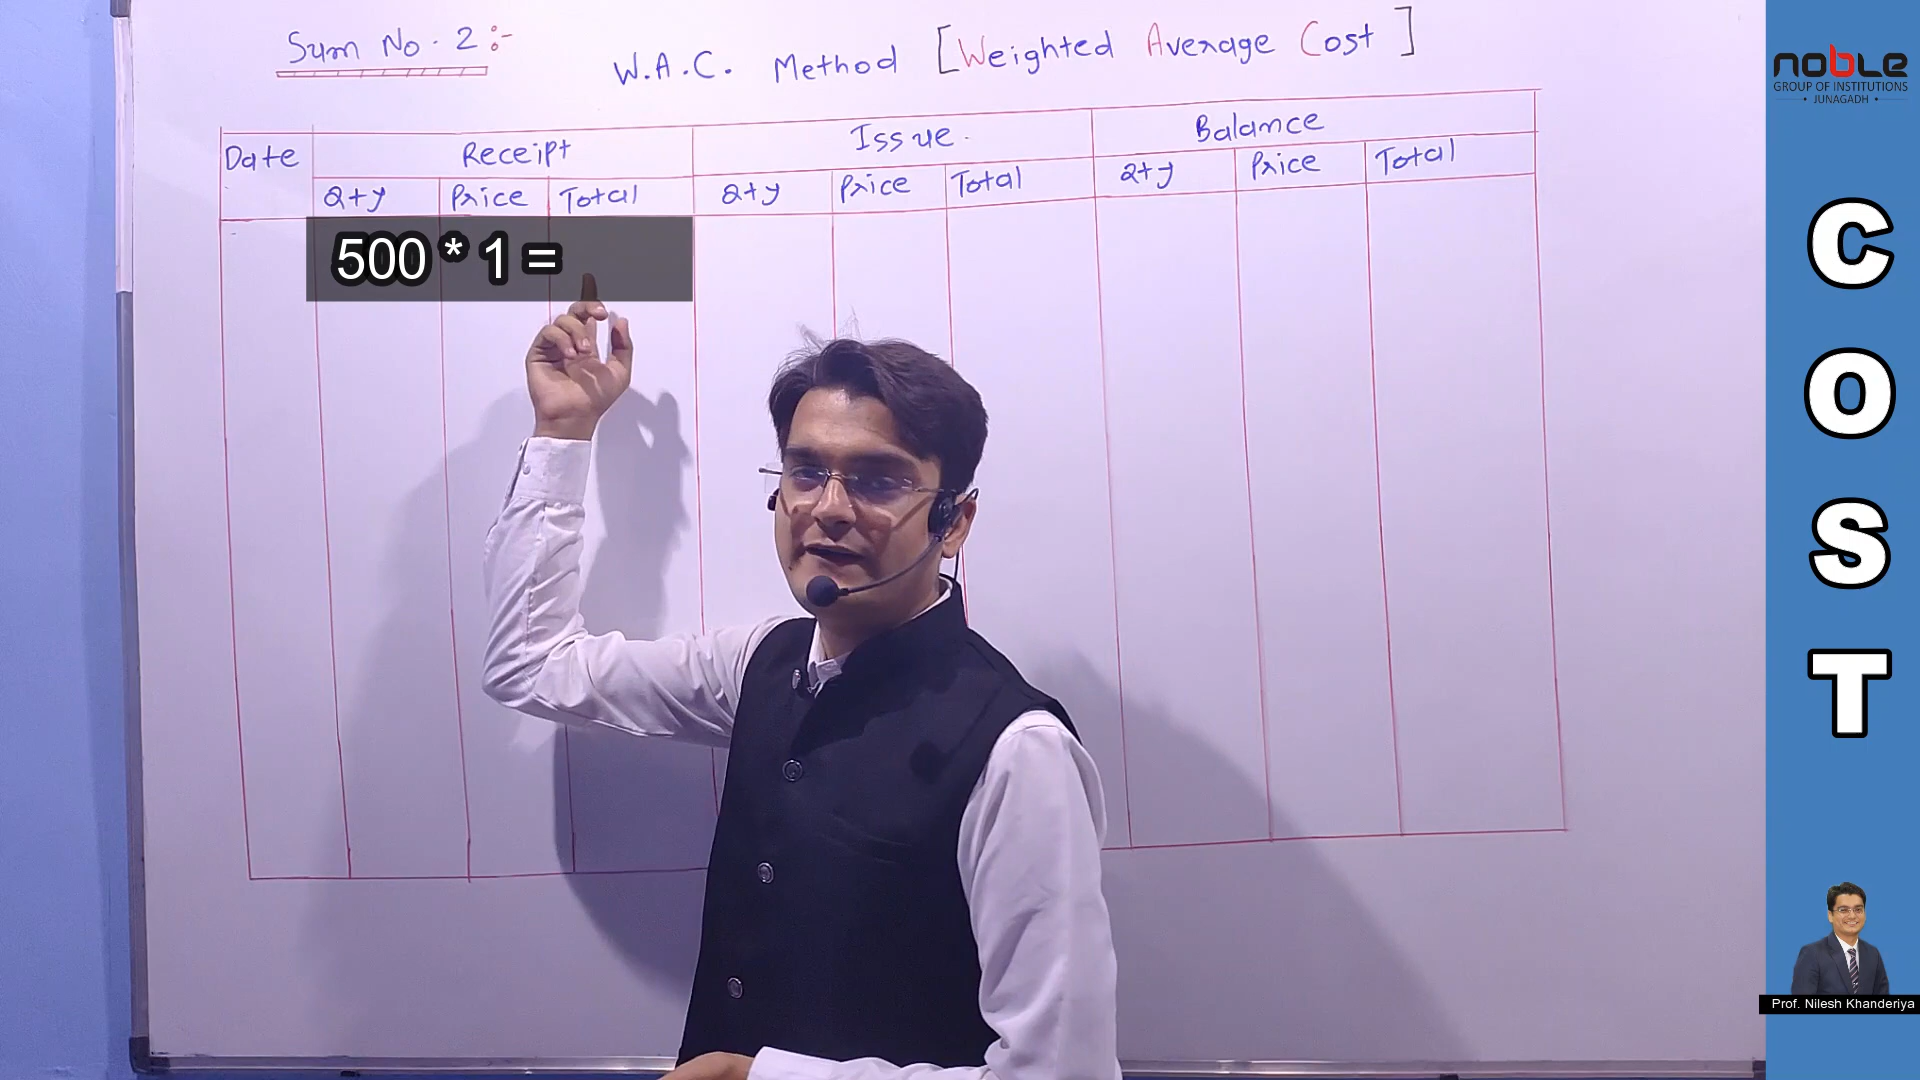 Sum No. 2 :-
W.A.C. Method [Weighted Average Cost]
Date Receipt Issue. Balance
Qty Price Total Qty Price Total Qty Price Total
500 * 1 =
noble
GROUP OF INSTITUTIONS
• JUNAGADH •
C
O
S
T
Prof. Nilesh Khanderiya